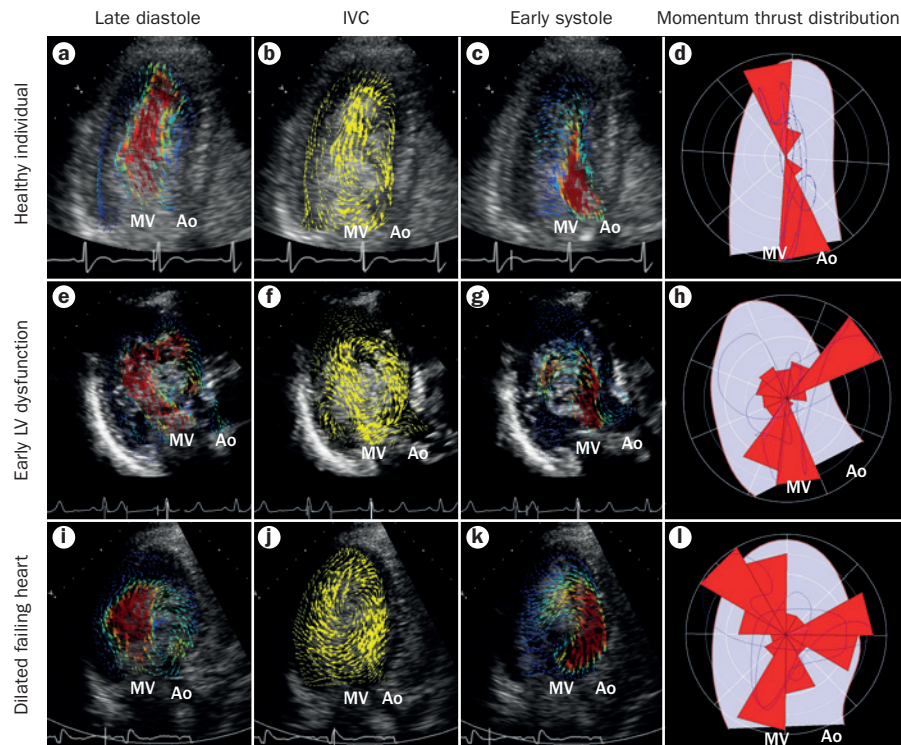 Late diastole
IVC
Early systole
Momentum thrust distribution
Healthy individual
a
b
c
d
MV Ao
MV Ao
MV Ao
MV Ao
Early LV dysfunction
e
f
g
h
MV Ao
MV Ao
MV Ao
MV Ao
Dilated failing heart
i
j
k
l
MV Ao
MV Ao
MV Ao
MV Ao